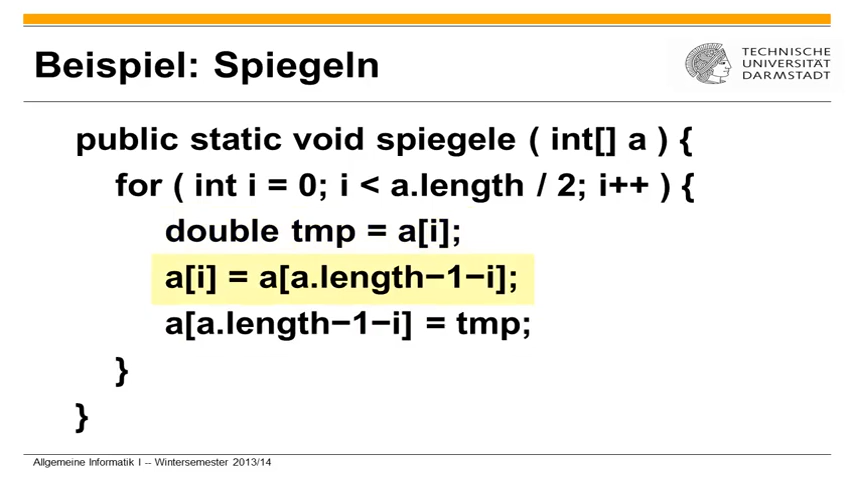 Beispiel: Spiegeln
TECHNISCHE
UNIVERSITÄT
DARMSTADT
public static void spiegele ( int[] a ) {
for ( int i = 0; i < a.length / 2; i++ ) {
double tmp = a[i];
a[i] = a[a.length−1−i];
a[a.length−1−i] = tmp;
}
}
Allgemeine Informatik I -- Wintersemester 2013/14